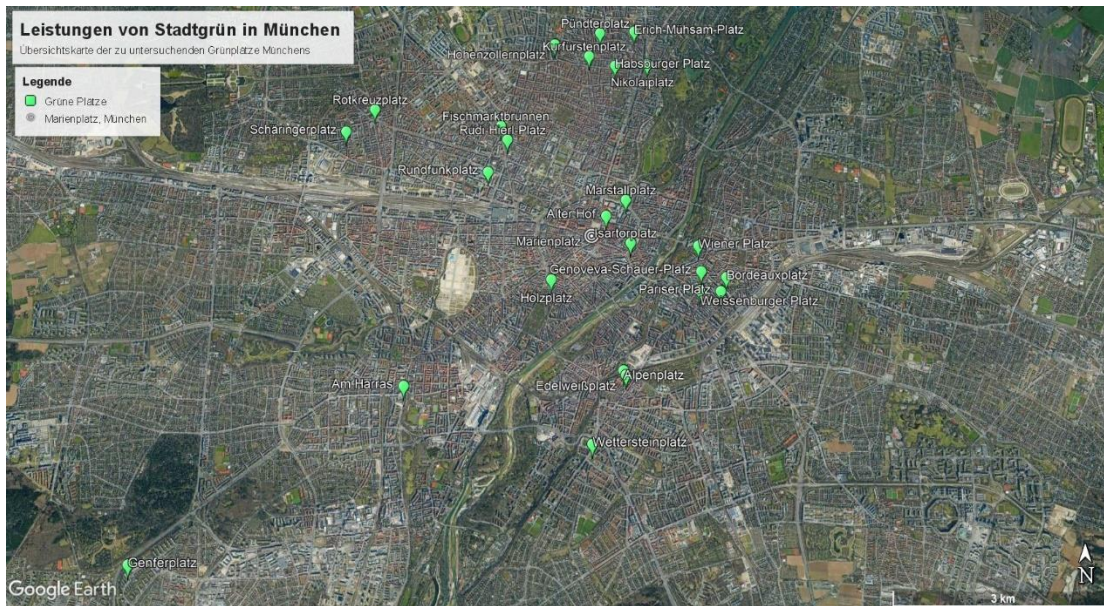 Leistungen von Stadtgrün in München
Übersichtskarte der zu untersuchenden Grünplätze Münchens
Legende
Grüne Plätze
Marienplatz, München
Pündterplatz
Erich-Mühsam-Platz
Hohenzollernplatz
Kurfürstenplatz
Habsburger Platz
Nikolaiplatz
Rotkreuzplatz
Fischmarktbrunnen
Schäringerplatz
Rudi-Hierl-Platz
Rundfunkplatz
Marstallplatz
Alter Hof
Marienplatz
Isartorplatz
Wiener Platz
Genoveva-Schauer-Platz
Bordeauxplatz
Pariser Platz
Holzplatz
Weissenburger Platz
Am Harras
Edelweißplatz
Alpenplatz
Wettersteinplatz
Genferplatz
Google Earth
N
3 km